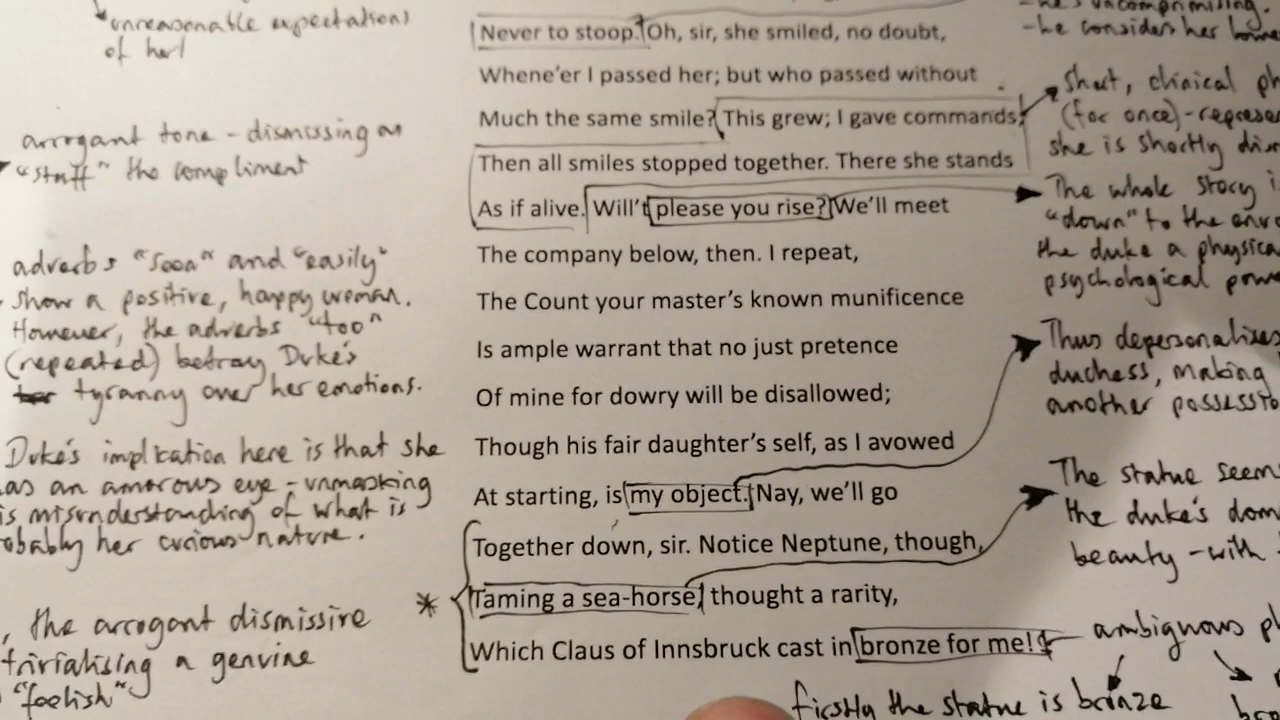 unreasonable expectations
of her!
arrogant tone - dismissing as
"stuff" the compliment
adverbs "soon" and "easily"
show a positive, happy woman.
However, the adverbs "too"
(repeated) betray Duke's
tyranny over her emotions.
Duke's implication here is that she
as an amorous eye - unmasking
is misunderstanding of what is
obably her curious nature.
, the arrogant dismissive
trivialising a genuine
"foolish"
Never to stoop. Oh, sir, she smiled, no doubt,
Whene'er I passed her; but who passed without
Much the same smile? This grew; I gave commands;
Then all smiles stopped together. There she stands
As if alive. Will't please you rise? We'll meet
The company below, then. I repeat,
The Count your master's known munificence
Is ample warrant that no just pretence
Of mine for dowry will be disallowed;
Though his fair daughter's self, as I avowed
At starting, is my object. Nay, we'll go
Together down, sir. Notice Neptune, though,
* Taming a sea-horse, thought a rarity,
Which Claus of Innsbruck cast in bronze for me!
- he's uncompromising.
- he considers her
Short, clinical ph
(for once) - represe
she is shortly
The whole story
"down" to the
the duke a physica
psychological
Thus depersonalises
duchess, making
another
The statue seem
the duke's dom
beauty - with
ambiguous ph
firstly the statue is bronze